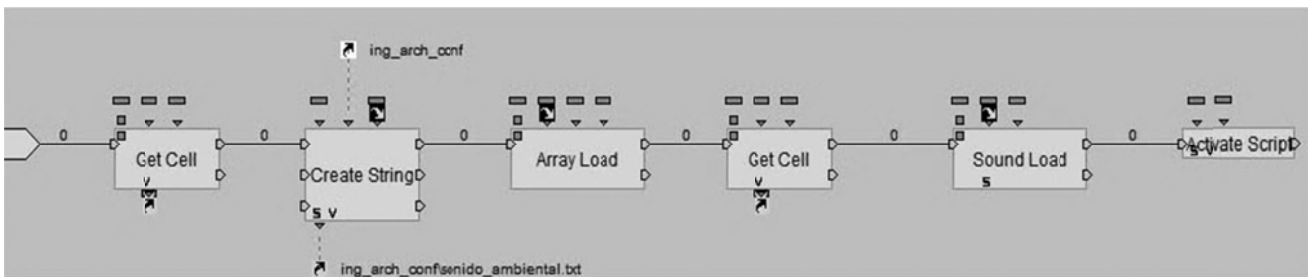 ing_arch_conf
0
Get Cell
V
0
Create String
S V
0
Array Load
0
Get Cell
V
0
Sound Load
S
0
Activate Script
S V
ing_arch_conf\sonido_ambiental.txt